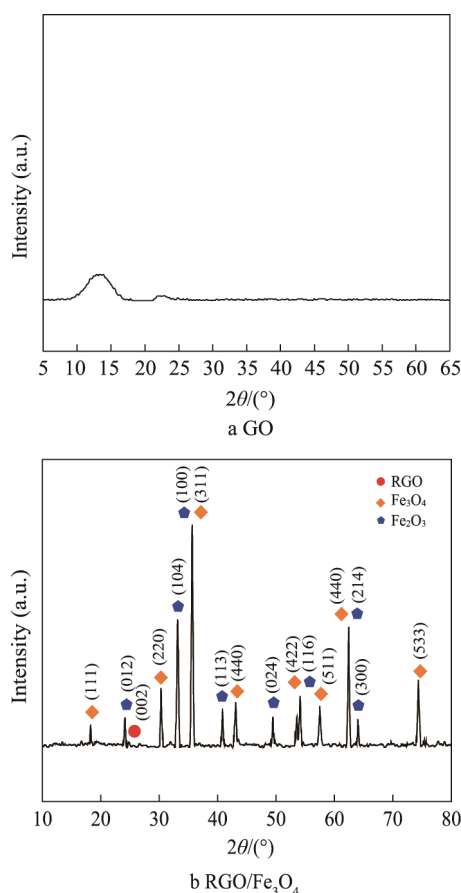 Intensity (a.u.)
5 10 15 20 25 30 35 40 45 50 55 60 65
2θ/(°)
a GO
Intensity (a.u.)
(111)
(012)
(002)
(220)
(104)
(100)
(311)
(113)
(440)
(024)
(422)
(116)
(511)
(440)
(214)
(300)
(533)
RGO
Fe₃O₄
Fe₂O₃
10 20 30 40 50 60 70 80
2θ/(°)
b RGO/Fe₃O₄